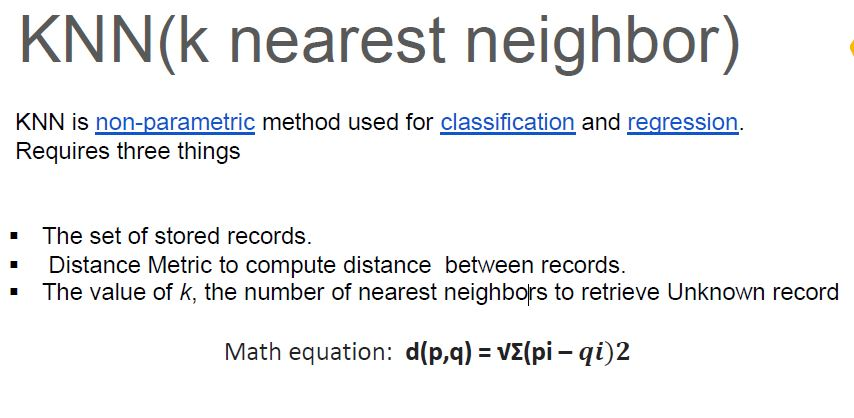 KNN(k nearest neighbor)
KNN is non-parametric method used for classification and regression.
Requires three things
▪ The set of stored records.
▪ Distance Metric to compute distance between records.
▪ The value of k, the number of nearest neighbors to retrieve Unknown record
Math equation: d(p,q) = √Σ(pi – qi)2